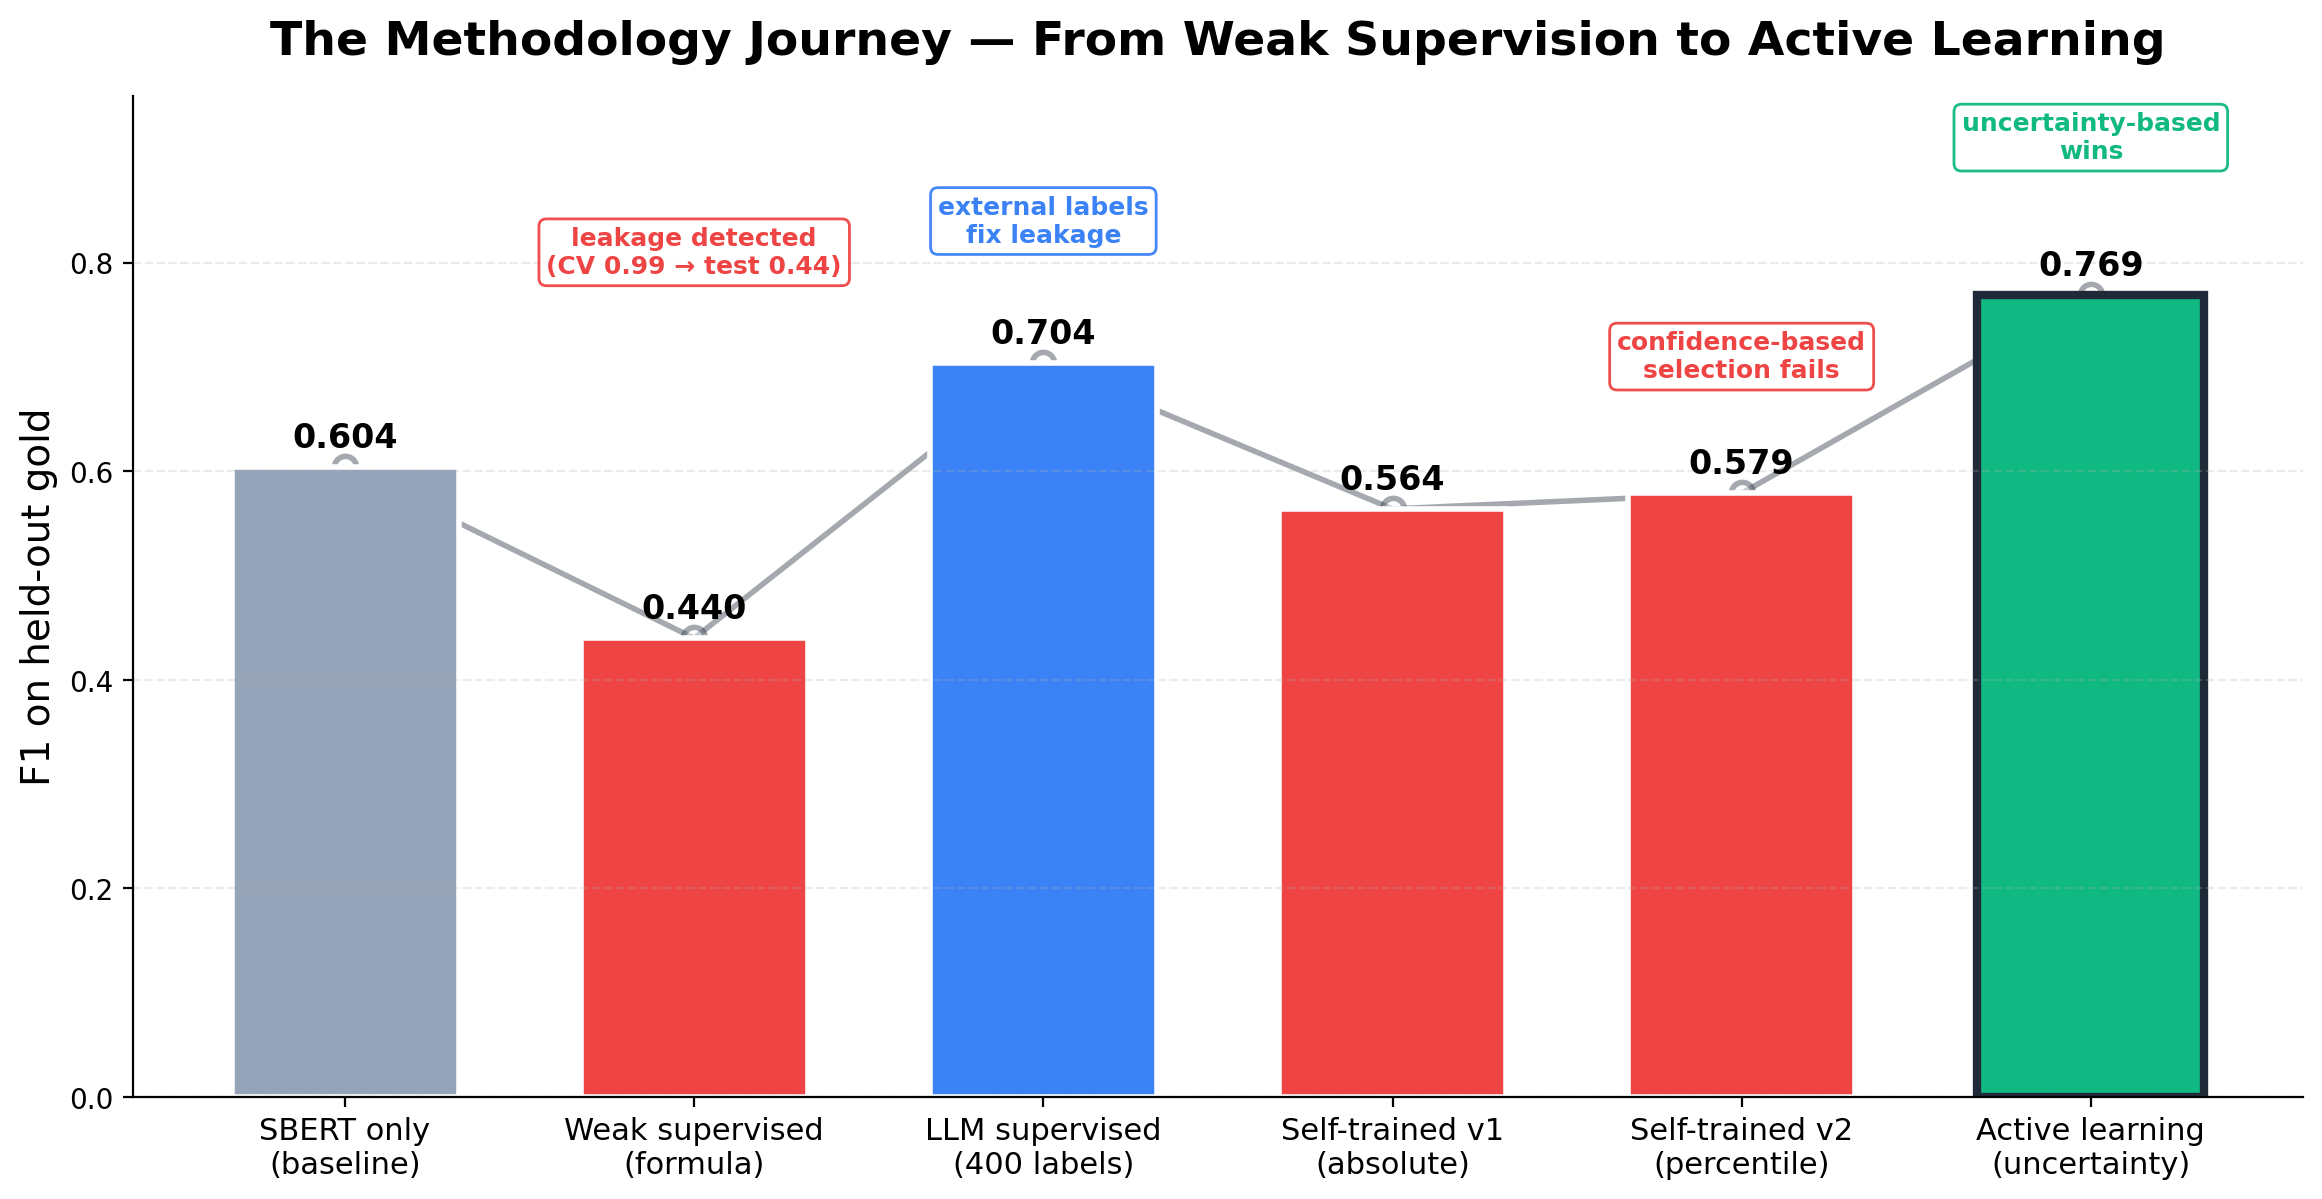 The Methodology Journey — From Weak Supervision to Active Learning
F1 on held-out gold
0.8
0.6
0.4
0.2
0.0
0.604
leakage detected
(CV 0.99 → test 0.44)
0.440
external labels
fix leakage
0.704
0.564
confidence-based
selection fails
0.579
uncertainty-based
wins
0.769
SBERT only
(baseline)
Weak supervised
(formula)
LLM supervised
(400 labels)
Self-trained v1
(absolute)
Self-trained v2
(percentile)
Active learning
(uncertainty)